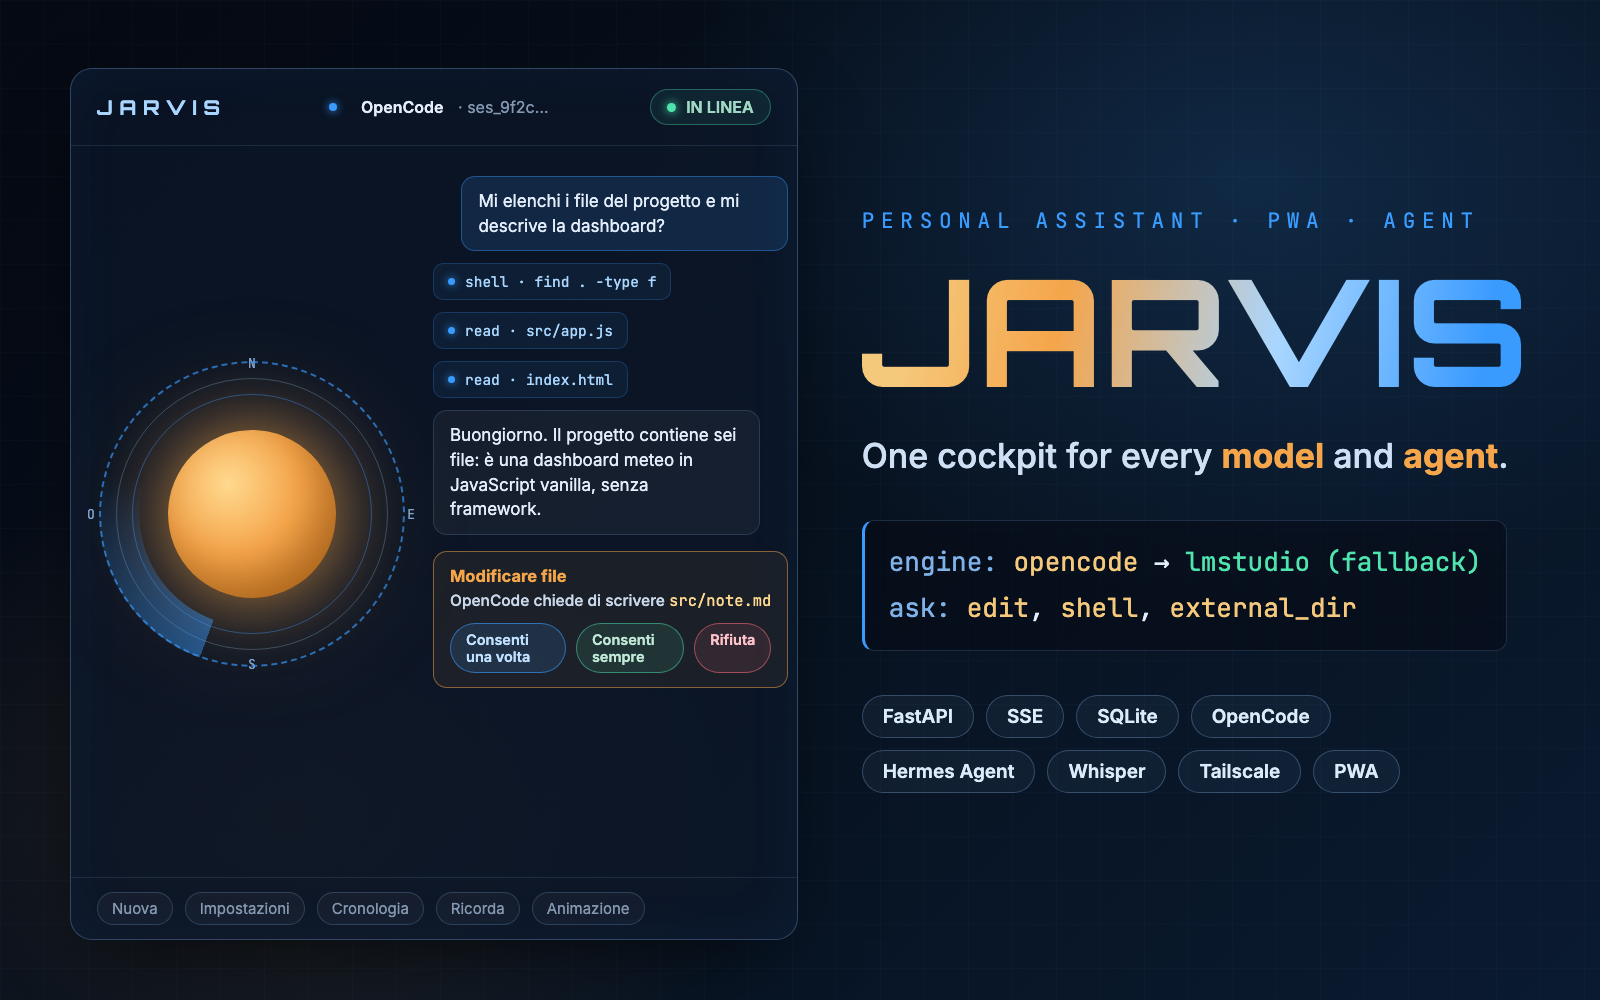 JARVIS
OpenCode · ses_9f2c...
IN LINEA
Mi elenchi i file del progetto e mi
descrive la dashboard?
shell · find . -type f
read · src/app.js
read · index.html
Buongiorno. Il progetto contiene sei
file: è una dashboard meteo in
JavaScript vanilla, senza
framework.
Modificare file
OpenCode chiede di scrivere src/note.md
Consenti
una volta
Consenti
sempre
Rifiuta
N
O
E
S
Nuova
Impostazioni
Cronologia
Ricorda
Animazione
PERSONAL ASSISTANT · PWA · AGENT
JARVIS
One cockpit for every model and agent.
engine: opencode → lmstudio (fallback)
ask: edit, shell, external_dir
FastAPI
SSE
SQLite
OpenCode
Hermes Agent
Whisper
Tailscale
PWA